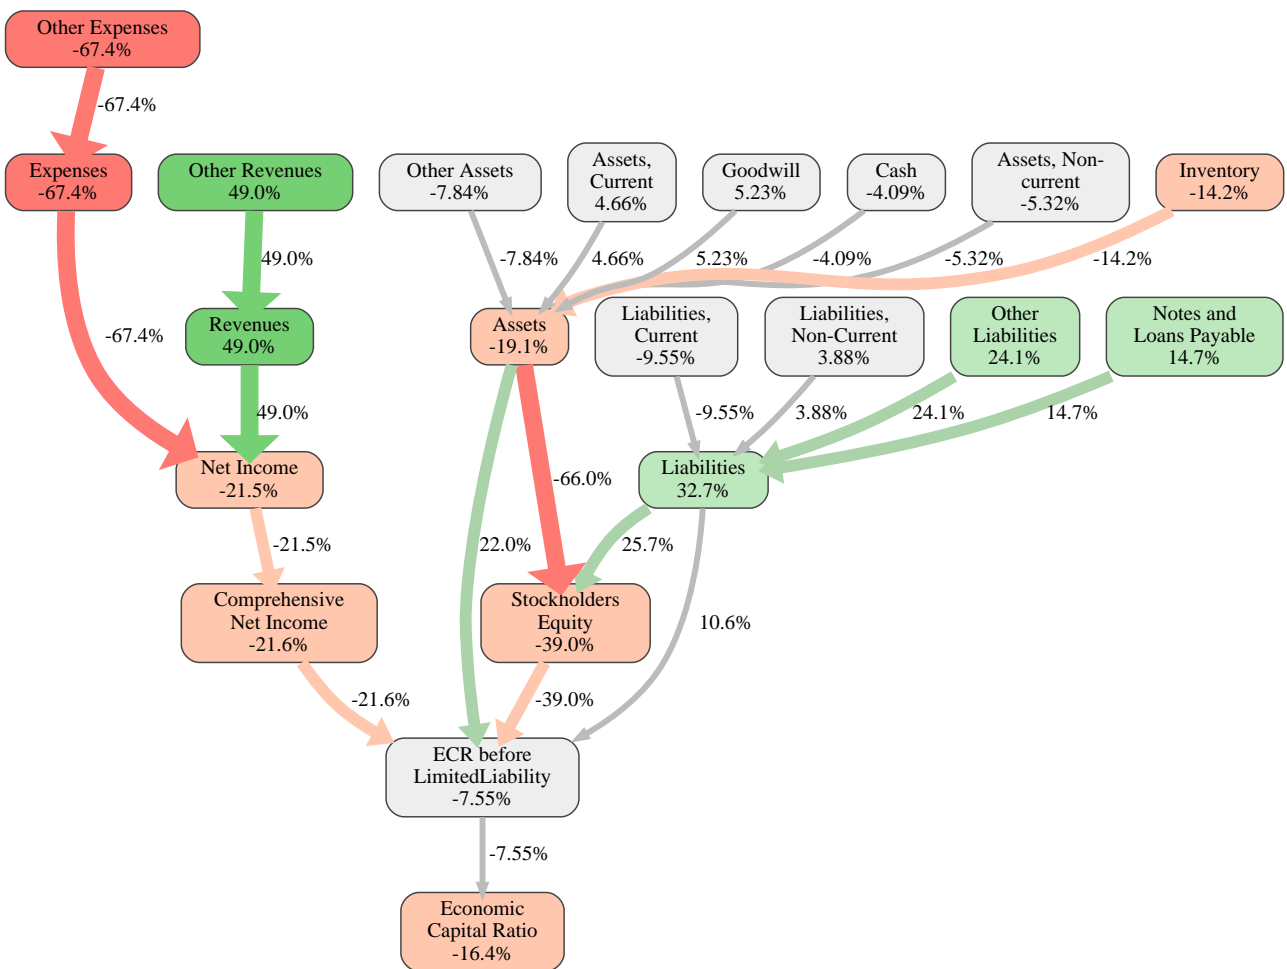 Other Expenses
-67.4%
-67.4%
Expenses
-67.4%
Other Revenues
49.0%
Other Assets
-7.84%
Assets,
Current
4.66%
Goodwill
5.23%
Cash
-4.09%
Assets, Non-
current
-5.32%
Inventory
-14.2%
49.0%
-7.84%
4.66%
5.23%
-4.09%
-5.32%
-14.2%
-67.4%
Revenues
49.0%
Assets
-19.1%
Liabilities,
Current
-9.55%
Liabilities,
Non-Current
3.88%
Other
Liabilities
24.1%
Notes and
Loans Payable
14.7%
49.0%
-9.55%
3.88%
24.1%
14.7%
Net Income
-21.5%
-66.0%
Liabilities
32.7%
-21.5%
22.0%
25.7%
Comprehensive
Net Income
-21.6%
Stockholders
Equity
-39.0%
10.6%
-21.6%
-39.0%
ECR before
LimitedLiability
-7.55%
-7.55%
Economic
Capital Ratio
-16.4%